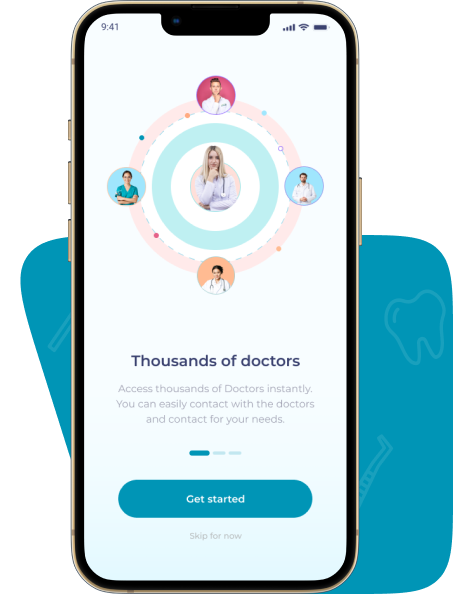 9:41
Thousands of doctors
Access thousands of Doctors instantly.
You can easily contact with the doctors
and contact for your needs.
Get started
Skip for now